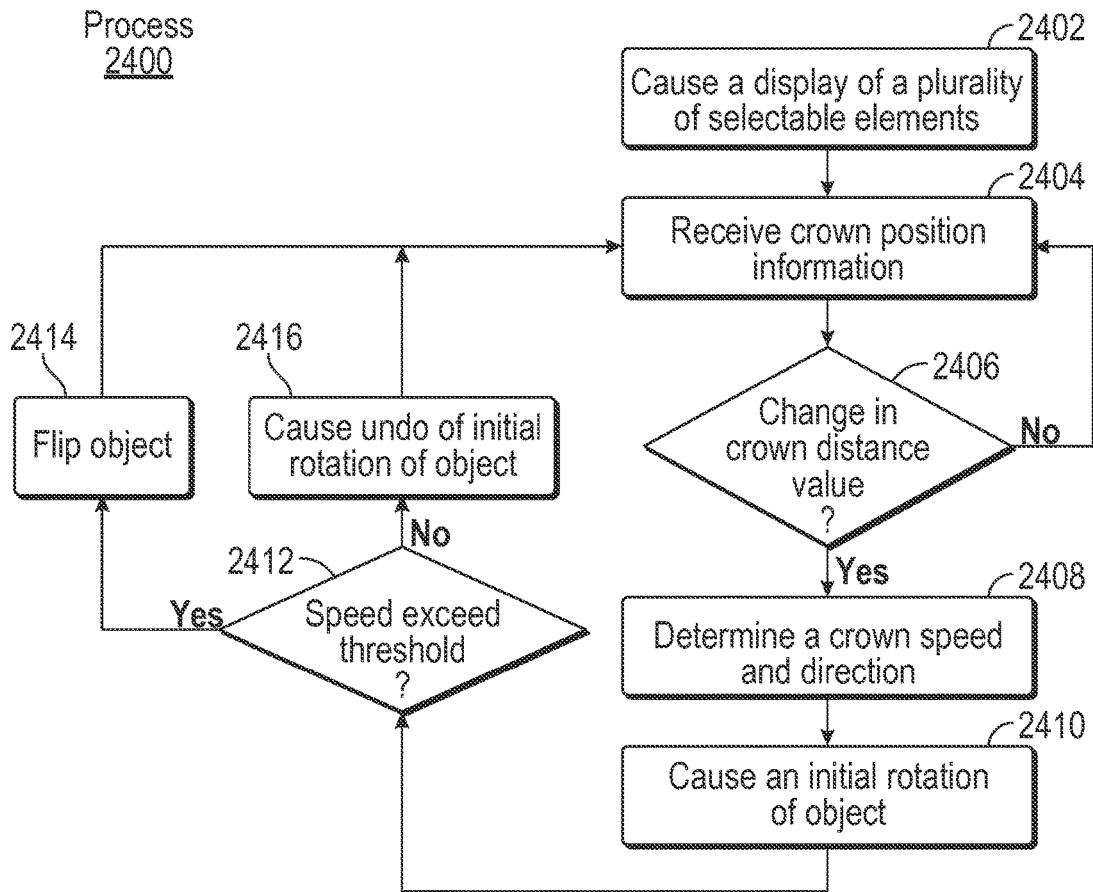 Process
2400
2402
Cause a display of a plurality
of selectable elements
2404
Receive crown position
information
2406
Change in
crown distance
value
?
No
Yes
2408
Determine a crown speed
and direction
2410
Cause an initial rotation
of object
2412
Speed exceed
threshold
?
Yes
No
2414
Flip object
2416
Cause undo of initial
rotation of object